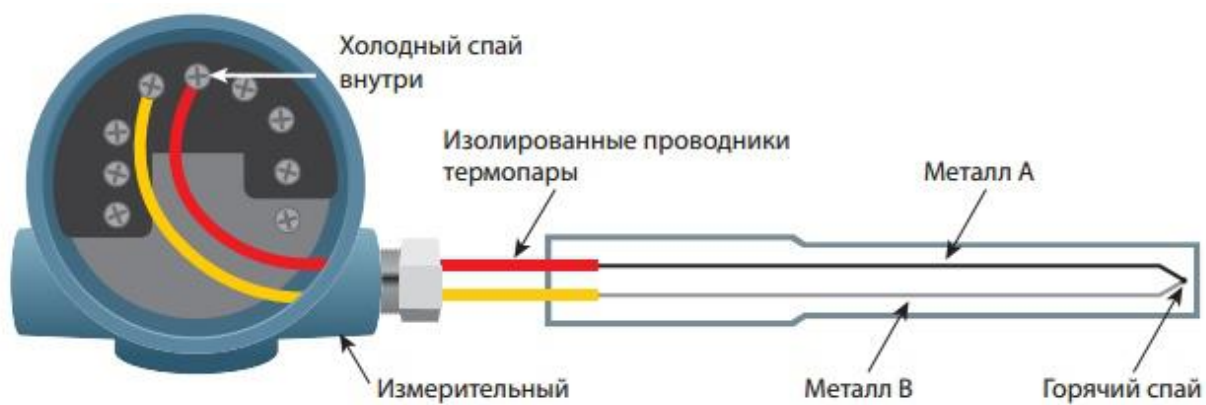 Холодный спай
внутри
Изолированные проводники
термопары
Металл А
Измерительный
Металл В
Горячий спай